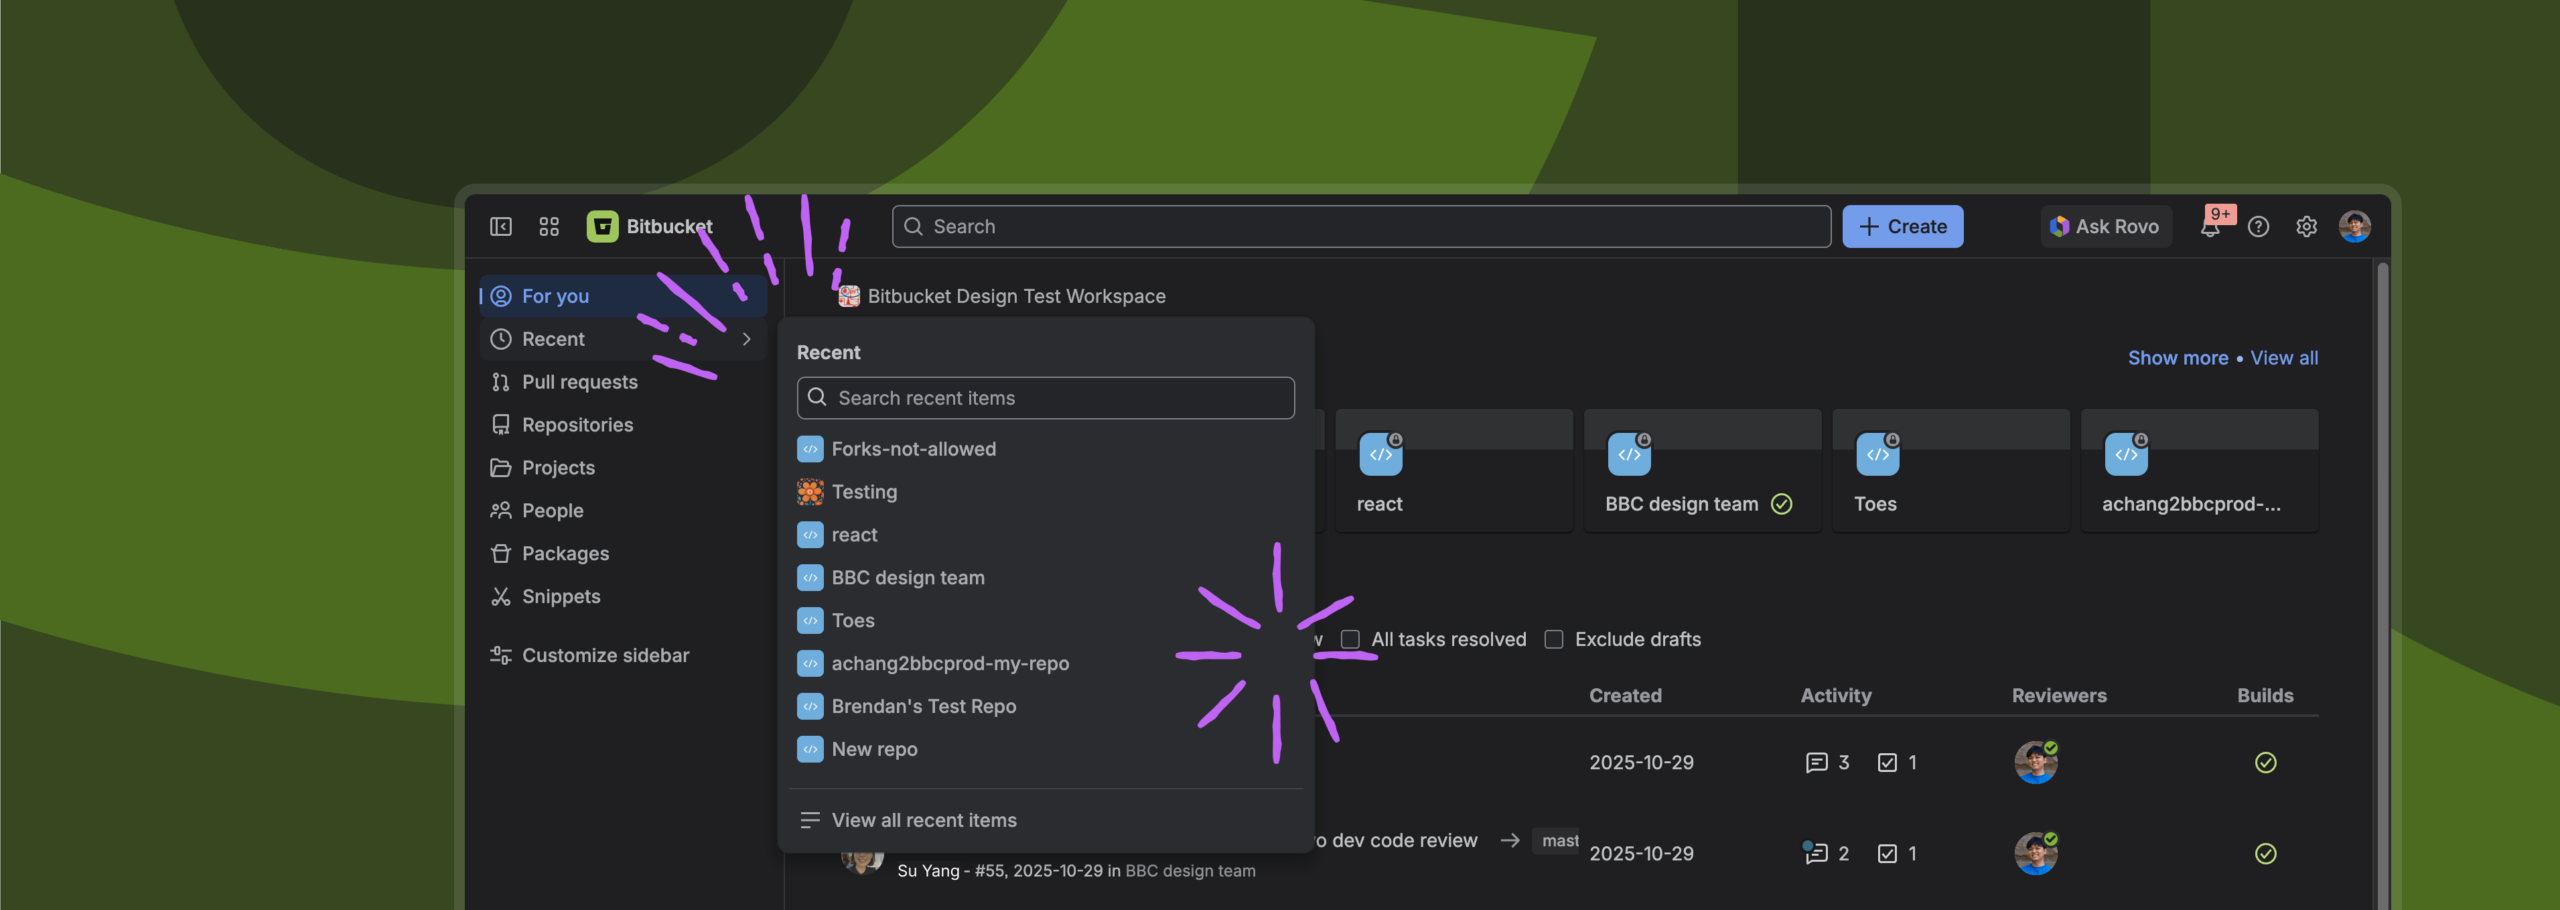 Bitbucket
Search
Create
Ask Rovo
9+
For you
Recent
Pull requests
Repositories
Projects
People
Packages
Snippets
Customize sidebar
Bitbucket Design Test Workspace
Recent
Search recent items
Forks-not-allowed
Testing
react
BBC design team
Toes
achang2bbcprod-my-repo
Brendan's Test Repo
New repo
View all recent items
Show more • View all
react
BBC design team
Toes
achang2bbcprod-...
All tasks resolved
Exclude drafts
Created Activity Reviewers Builds
2025-10-29 3 1
dev code review → mast 2025-10-29 2 1
Su Yang - #55, 2025-10-29 in BBC design team